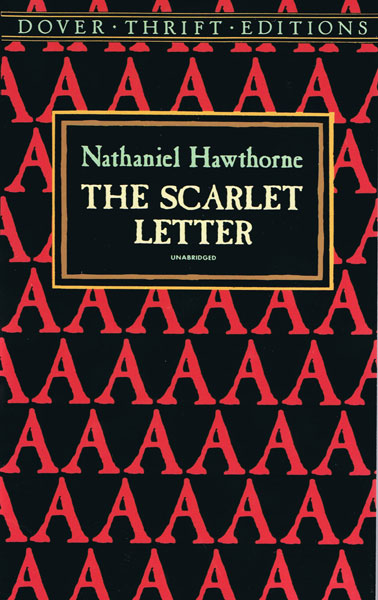 DOVER · THRIFT · EDITIONS
Nathaniel Hawthorne
THE SCARLET
LETTER
UNABRIDGED